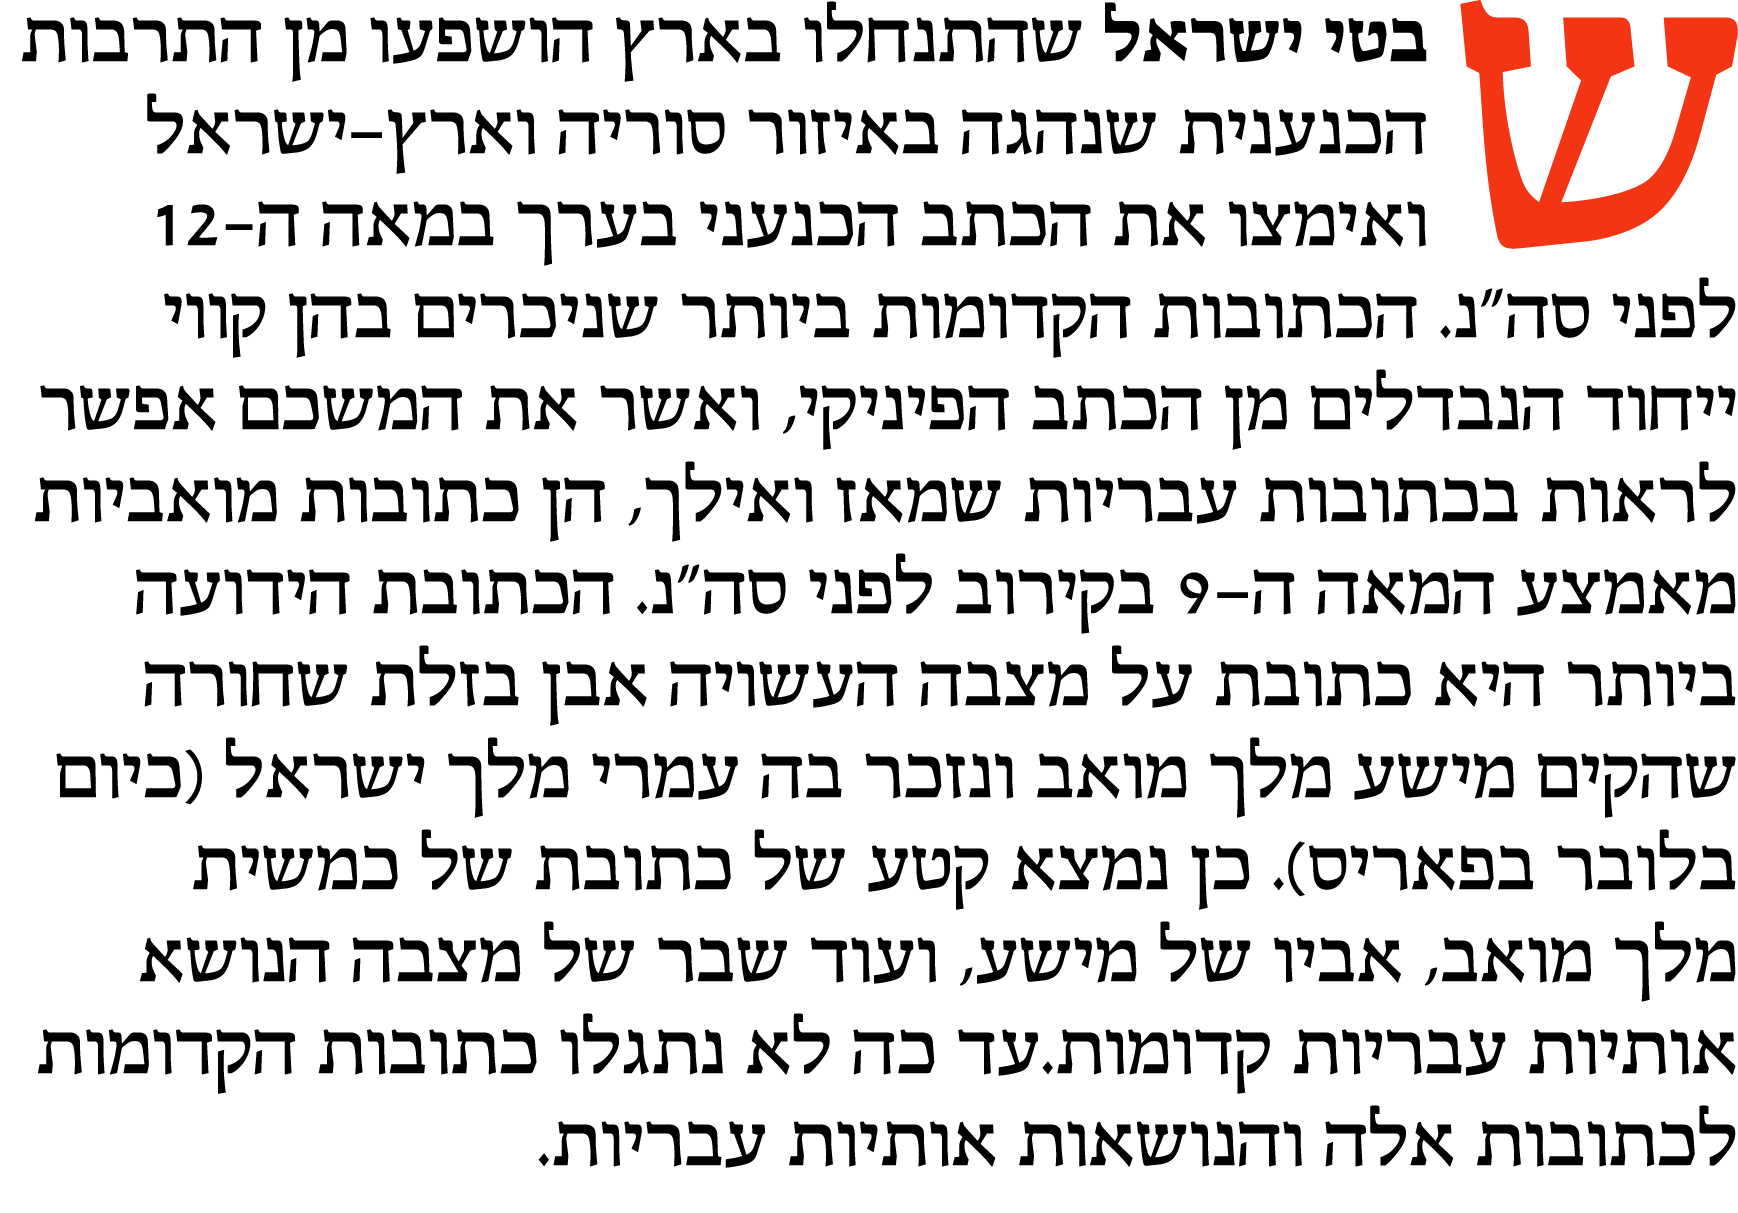 שבטי ישראל שהתנחלו בארץ הושפעו מן התרבות
הכנענית שנהגה באיזור סוריה וארץ-ישראל
ואימצו את הכתב הכנעני בערך במאה ה-12
לפני סה"נ. הכתובות הקדומות ביותר שניכרים בהן קווי
ייחוד הנבדלים מן הכתב הפיניקי, ואשר את המשכם אפשר
לראות בכתובות עבריות שמאז ואילך, הן כתובות מואביות
מאמצע המאה ה-9 בקירוב לפני סה"נ. הכתובת הידועה
ביותר היא כתובת על מצבה העשויה אבן בזלת שחורה
שהקים מישע מלך מואב ונזכר בה עמרי מלך ישראל (כיום
בלובר בפאריס). כן נמצא קטע של כתובת של כמשית
מלך מואב, אביו של מישע, ועוד שבר של מצבה הנושא
אותיות עבריות קדומות.עד כה לא נתגלו כתובות הקדומות
לכתובות אלה והנושאות אותיות עבריות.